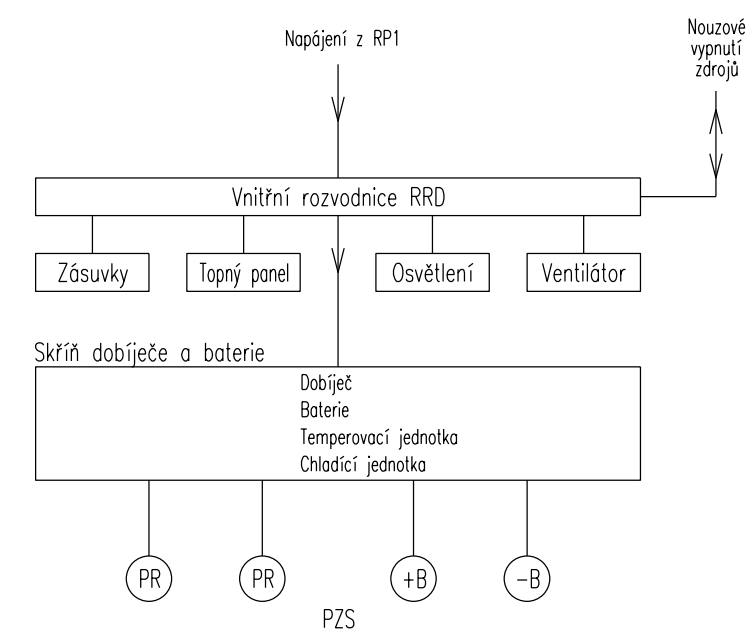 Napájení z RP1
Nouzové
vypnutí
zdrojů
Vnitřní rozvodnice RRD
Zásuvky
Topný panel
Osvětlení
Ventilátor
Skříň dobíječe a baterie
Dobíječ
Baterie
Temperovací jednotka
Chladící jednotka
PR
PR
+B
-B
PZS